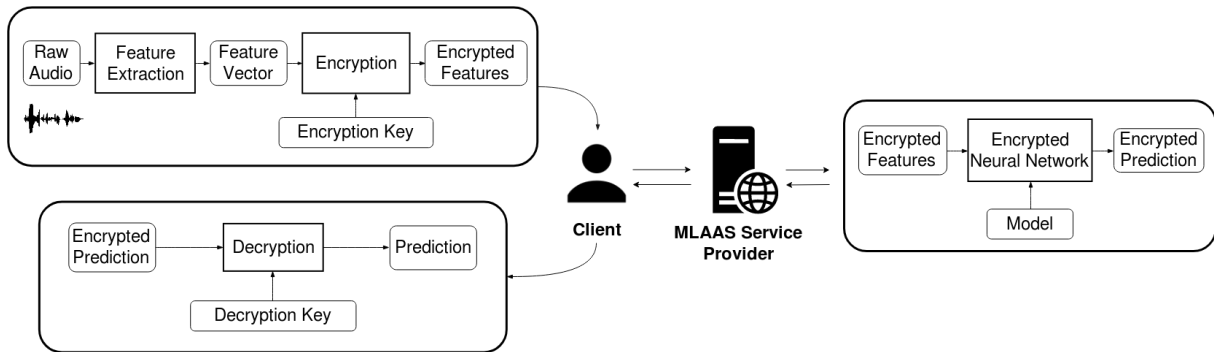 Raw
Audio
Feature
Extraction
Feature
Vector
Encryption
Encrypted
Features
Encryption Key
Encrypted
Prediction
Decryption
Prediction
Decryption Key
Client
MLAAS Service
Provider
Encrypted
Features
Encrypted
Neural Network
Encrypted
Prediction
Model